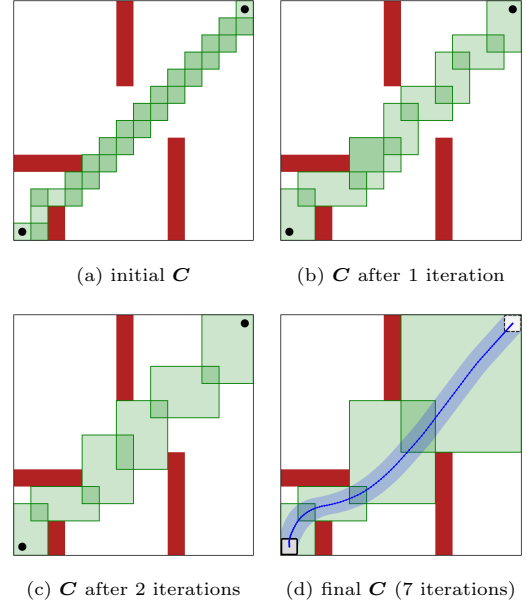 (a) initial C
(b) C after 1 iteration
(c) C after 2 iterations
(d) final C (7 iterations)